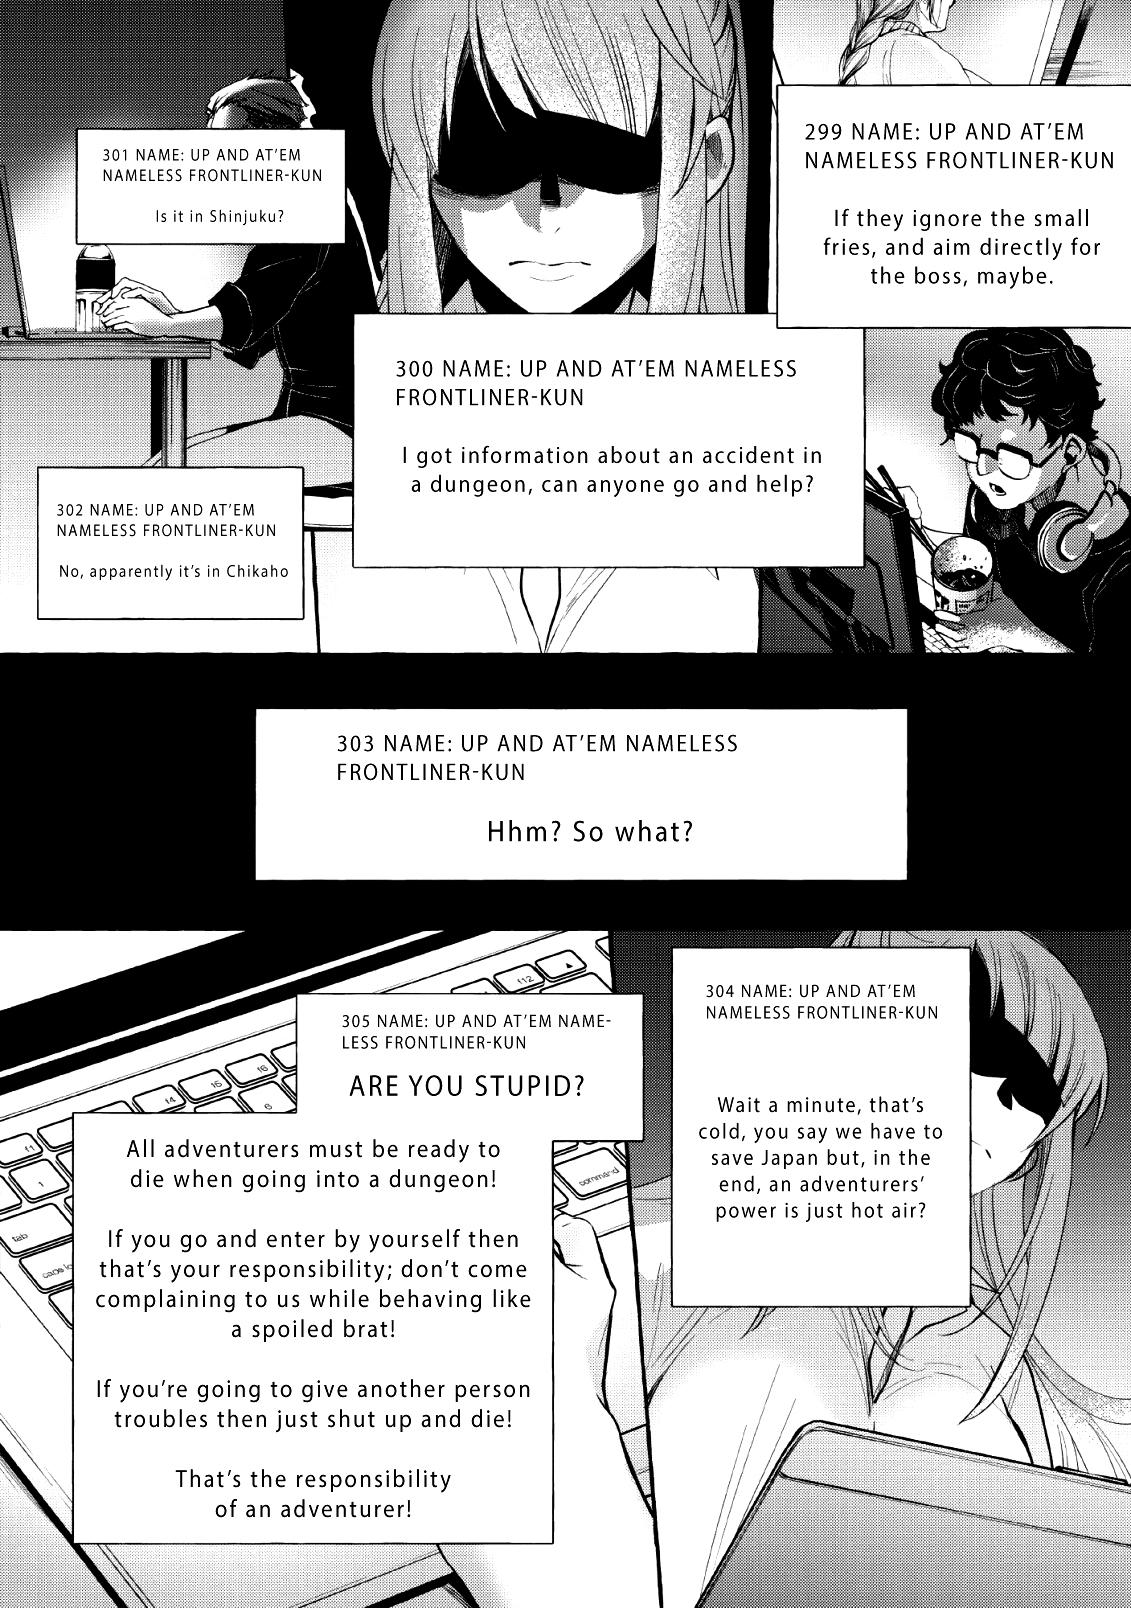 299 NAME: UP AND AT'EM
NAMELESS FRONTLINER-KUN
If they ignore the small
fries, and aim directly for
the boss, maybe.
300 NAME: UP AND AT'EM NAMELESS
FRONTLINER-KUN
I got information about an accident in
a dungeon, can anyone go and help?
301 NAME: UP AND AT'EM
NAMELESS FRONTLINER-KUN
Is it in Shinjuku?
302 NAME: UP AND AT'EM
NAMELESS FRONTLINER-KUN
No, apparently it's in Chikaho
303 NAME: UP AND AT'EM NAMELESS
FRONTLINER-KUN
Hhm? So what?
304 NAME: UP AND AT'EM
NAMELESS FRONTLINER-KUN
Wait a minute, that's
cold, you say we have to
save Japan but, in the
end, an adventurers'
power is just hot air?
305 NAME: UP AND AT'EM NAME-
LESS FRONTLINER-KUN
ARE YOU STUPID?
All adventurers must be ready to
die when going into a dungeon!
If you go and enter by yourself then
that's your responsibility; don't come
complaining to us while behaving like
a spoiled brat!
If you're going to give another person
troubles then just shut up and die!
That's the responsibility
of an adventurer!
f12
f6
f5
f4
f1
6
1
tab
command